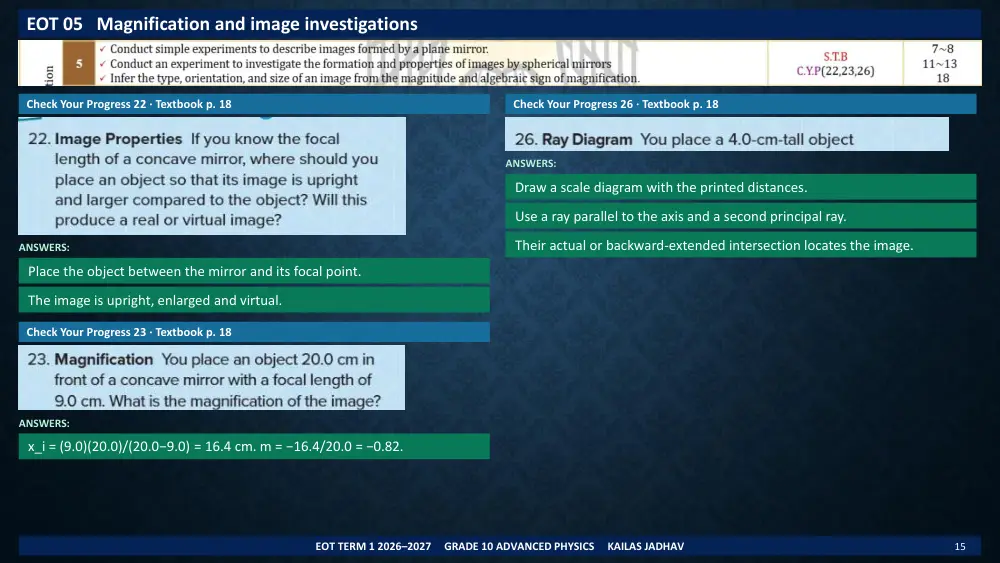 EOT 05 Magnification and image investigations
tion
5
✓ Conduct simple experiments to describe images formed by a plane mirror.
✓ Conduct an experiment to investigate the formation and properties of images by spherical mirrors
✓ Infer the type, orientation, and size of an image from the magnitude and algebraic sign of magnification.
S.T.B
C.Y.P(22,23,26)
7~8
11~13
18
Check Your Progress 22 · Textbook p. 18
22. Image Properties If you know the focal
length of a concave mirror, where should you
place an object so that its image is upright
and larger compared to the object? Will this
produce a real or virtual image?
ANSWERS:
Place the object between the mirror and its focal point.
The image is upright, enlarged and virtual.
Check Your Progress 23 · Textbook p. 18
23. Magnification You place an object 20.0 cm in
front of a concave mirror with a focal length of
9.0 cm. What is the magnification of the image?
ANSWERS:
x_i = (9.0)(20.0)/(20.0−9.0) = 16.4 cm. m = −16.4/20.0 = −0.82.
Check Your Progress 26 · Textbook p. 18
26. Ray Diagram You place a 4.0-cm-tall object
ANSWERS:
Draw a scale diagram with the printed distances.
Use a ray parallel to the axis and a second principal ray.
Their actual or backward-extended intersection locates the image.
EOT TERM 1 2026–2027 GRADE 10 ADVANCED PHYSICS KAILAS JADHAV
15